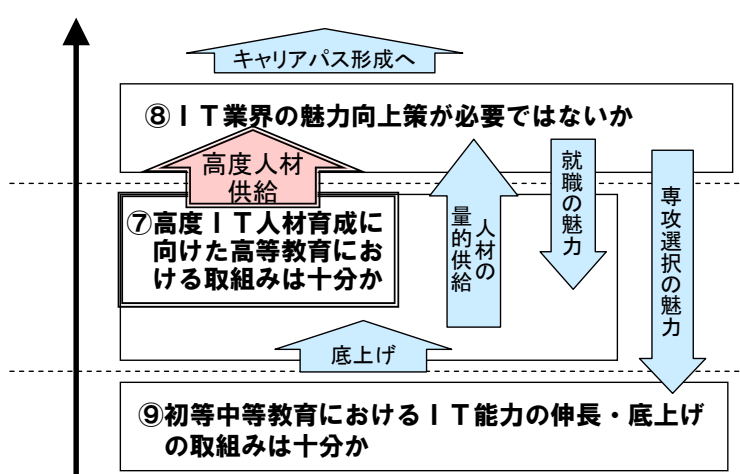 キャリアパス形成へ
⑧ＩＴ業界の魅力向上策が必要ではないか
高度人材
供給
⑦高度ＩＴ人材育成に
向けた高等教育にお
ける取組みは十分か
人材の
量的供給
就職の魅力
専攻選択の魅力
底上げ
⑨初等中等教育におけるＩＴ能力の伸長・底上げ
の取組みは十分か